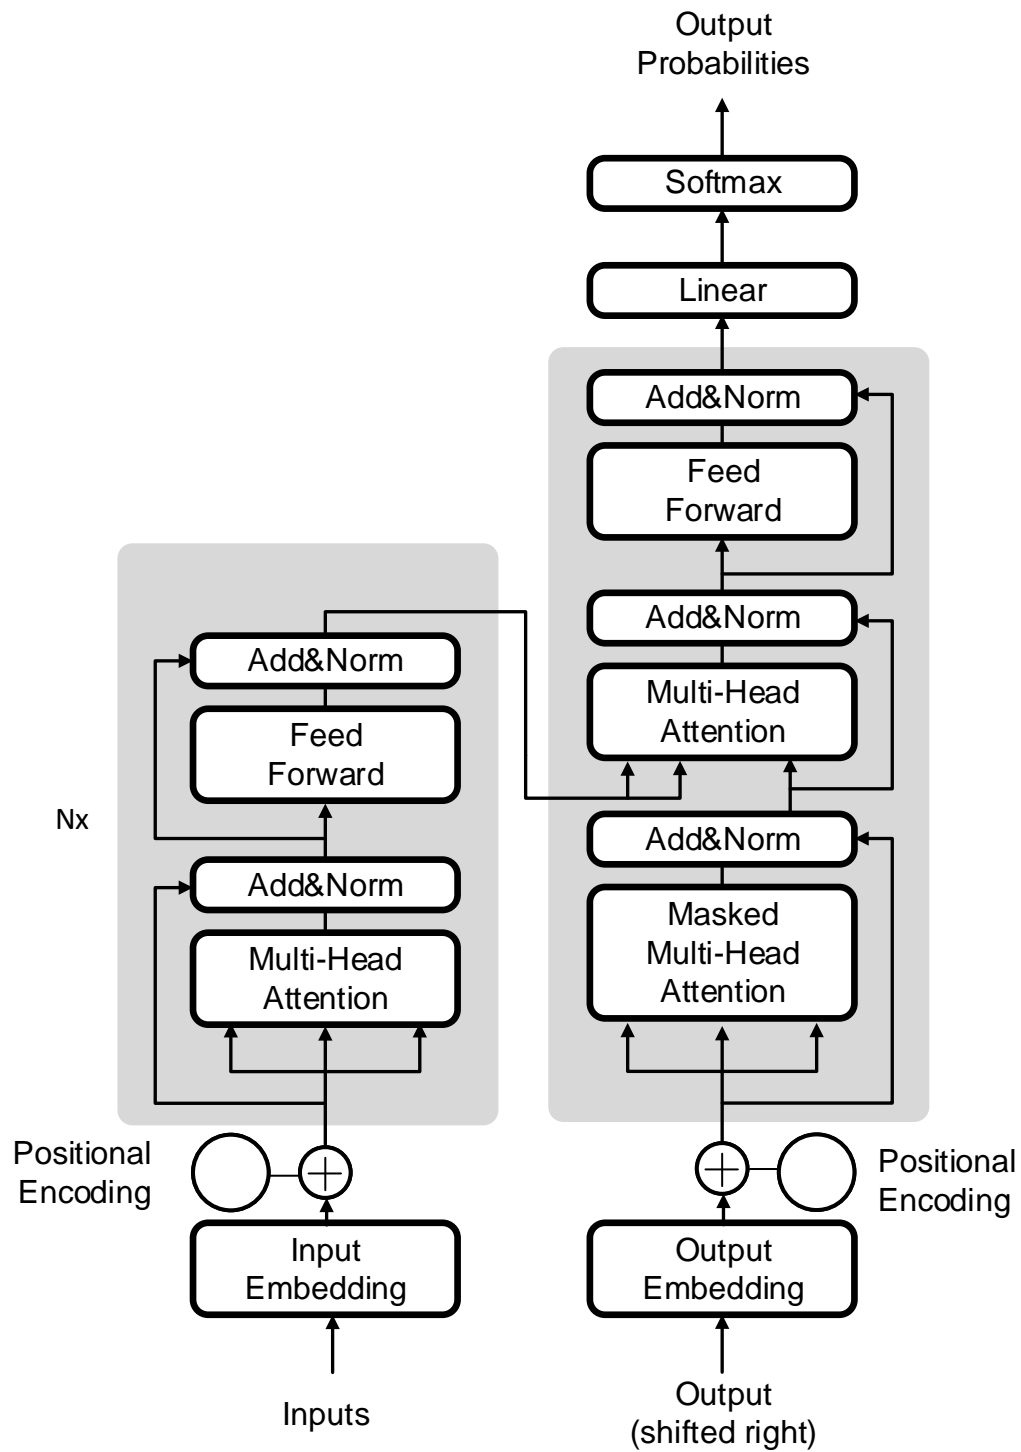 Output
Probabilities
Softmax
Linear
Add&Norm
Feed
Forward
Add&Norm
Multi-Head
Attention
Add&Norm
Masked
Multi-Head
Attention
Add&Norm
Feed
Forward
Nx
Add&Norm
Multi-Head
Attention
Positional
Encoding
Positional
Encoding
Input
Embedding
Output
Embedding
Inputs
Output
(shifted right)